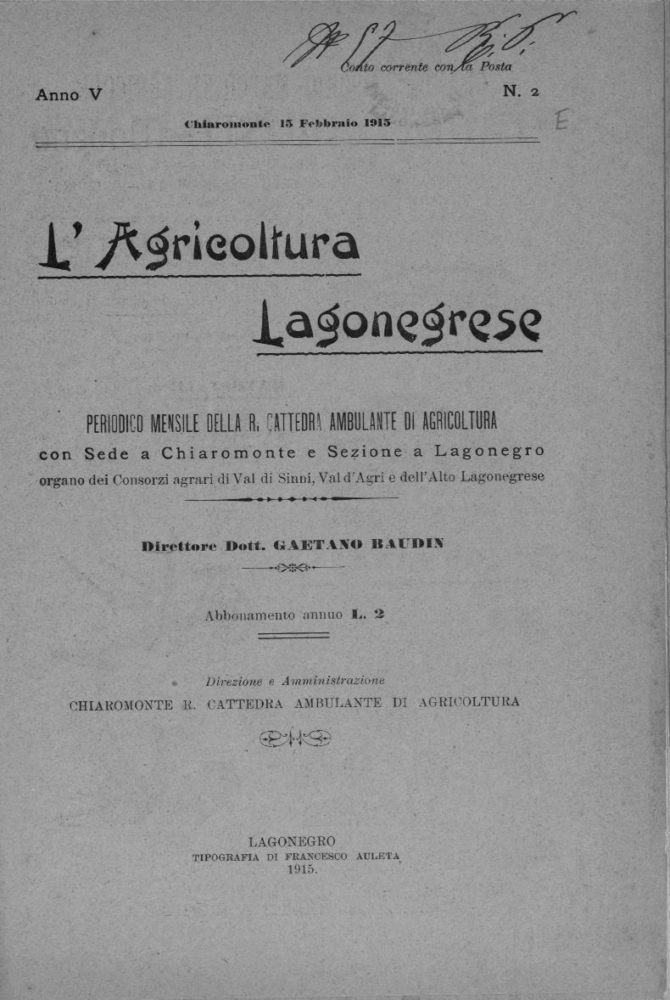 Conto corrente con la Posta
Anno V
N. 2
Chiaromonte 15 Febbraio 1915
E
L' Agricoltura
Lagonegrese
PERIODICO MENSILE DELLA R. CATTEDRA AMBULANTE DI AGRICOLTURA
con Sede a Chiaromonte e Sezione a Lagonegro
organo dei Consorzi agrari di Val di Sinni, Val d'Agri e dell'Alto Lagonegrese
Direttore Dott. GAETANO BAUDIN
Abbonamento annuo L. 2
Direzione e Amministrazione
CHIAROMONTE R. CATTEDRA AMBULANTE DI AGRICOLTURA
LAGONEGRO
TIPOGRAFIA DI FRANCESCO AULETA
1915.